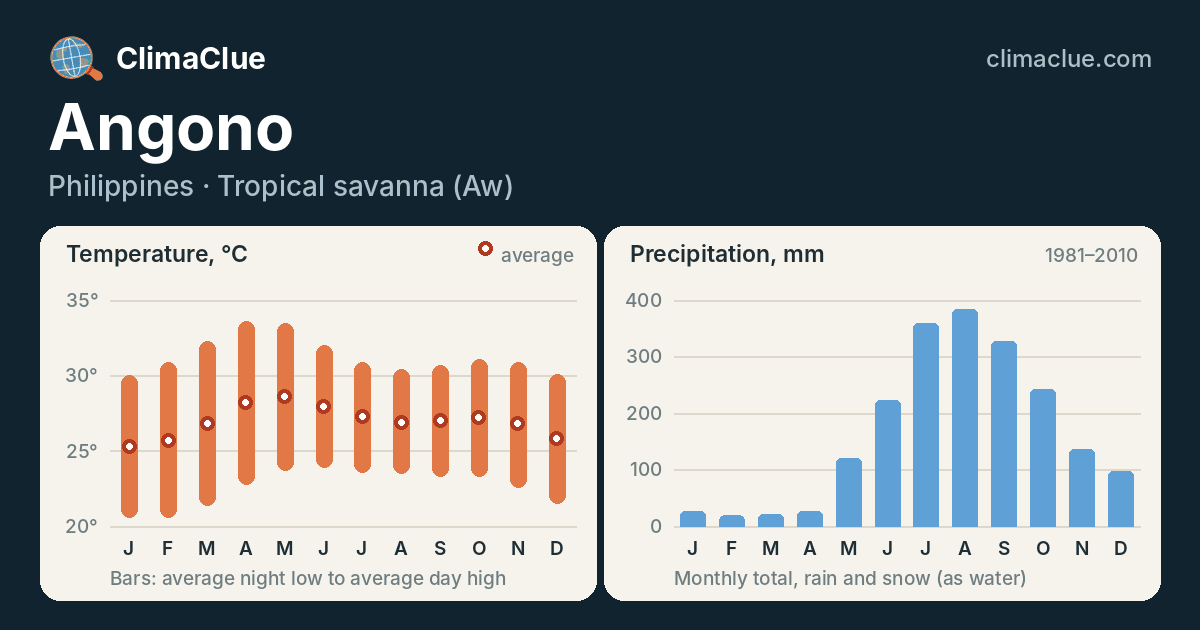 ClimaClue
climaclue.com
Angono
Philippines · Tropical savanna (Aw)
Temperature, °C
average
35°
30°
25°
20°
J F M A M J J A S O N D
Bars: average night low to average day high
Precipitation, mm
1981–2010
400
300
200
100
0
J F M A M J J A S O N D
Monthly total, rain and snow (as water)